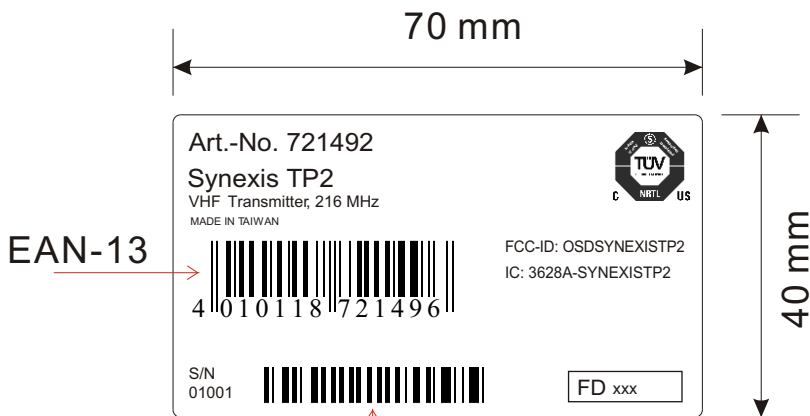 70 mm
Art.-No. 721492
Synexis TP2
VHF Transmitter, 216 MHz
MADE IN TAIWAN
TÜV
NRTL
C US
EAN-13
FCC-ID: OSDSYNEXISTP2
IC: 3628A-SYNEXISTP2
40 mm
4 010118 721496
S/N
01001
FD xxx